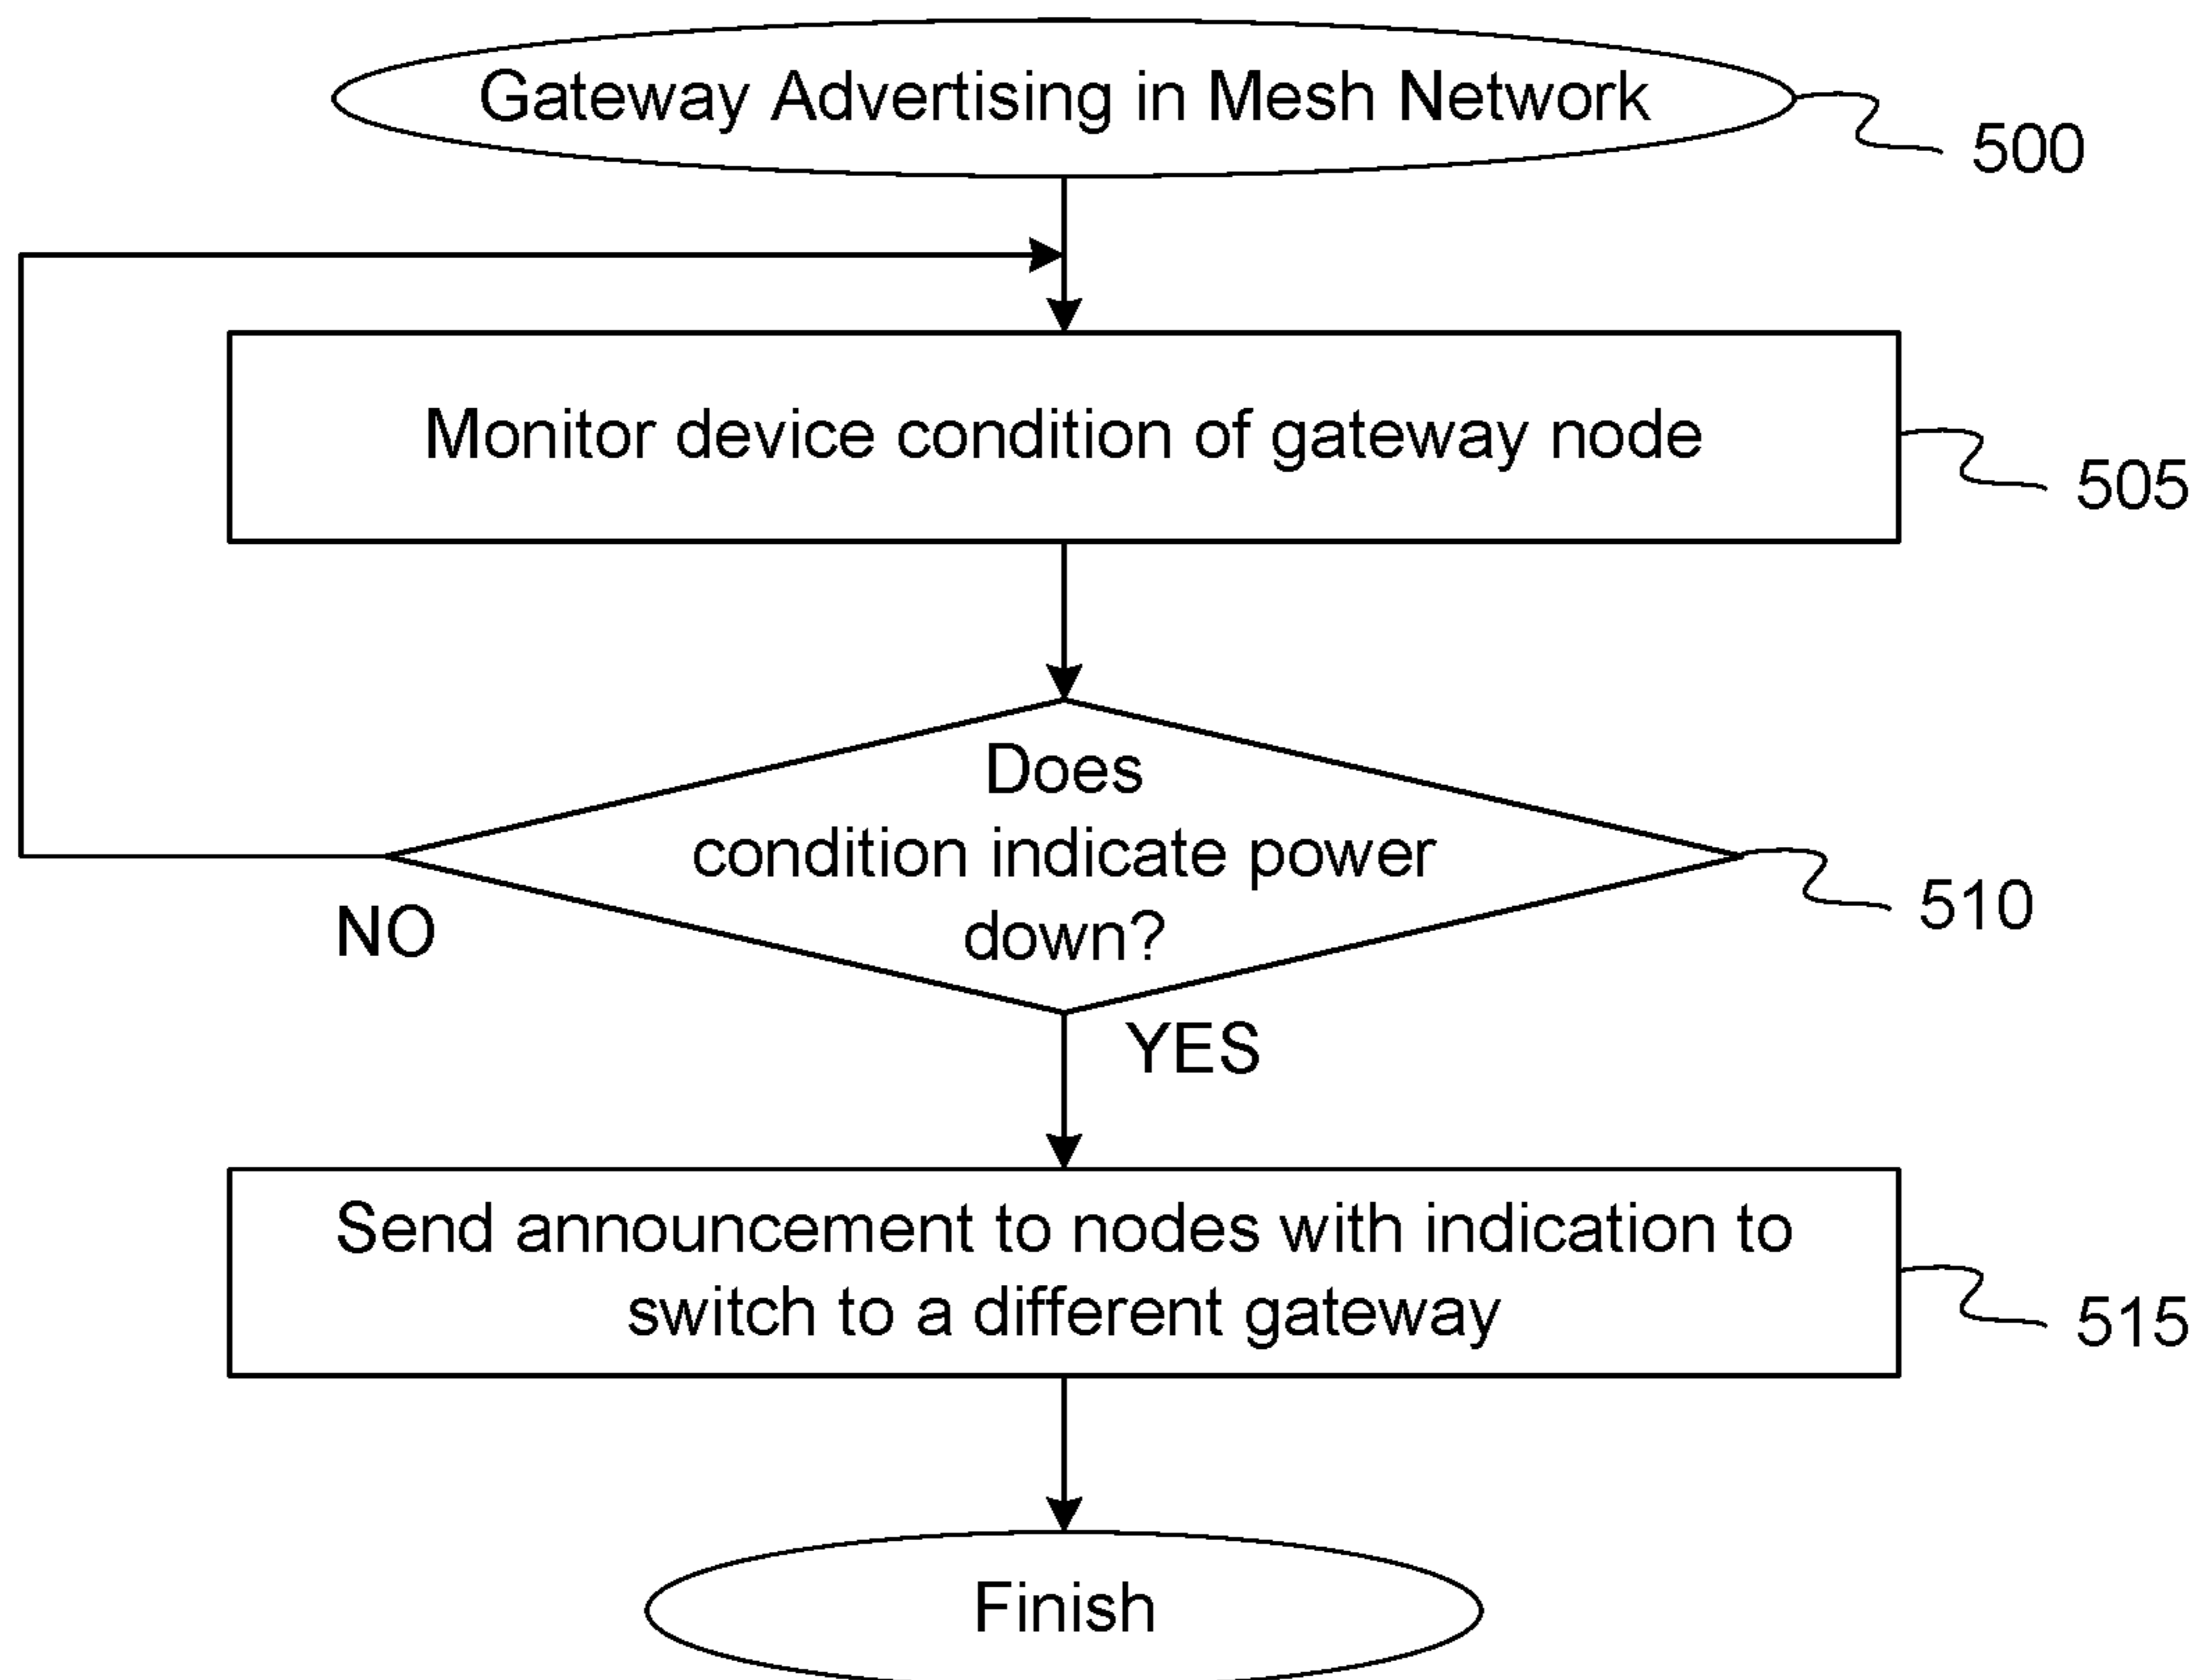 Gateway Advertising in Mesh Network
500
Monitor device condition of gateway node
505
Does
condition indicate power
down?
510
NO
YES
Send announcement to nodes with indication to
switch to a different gateway
515
Finish